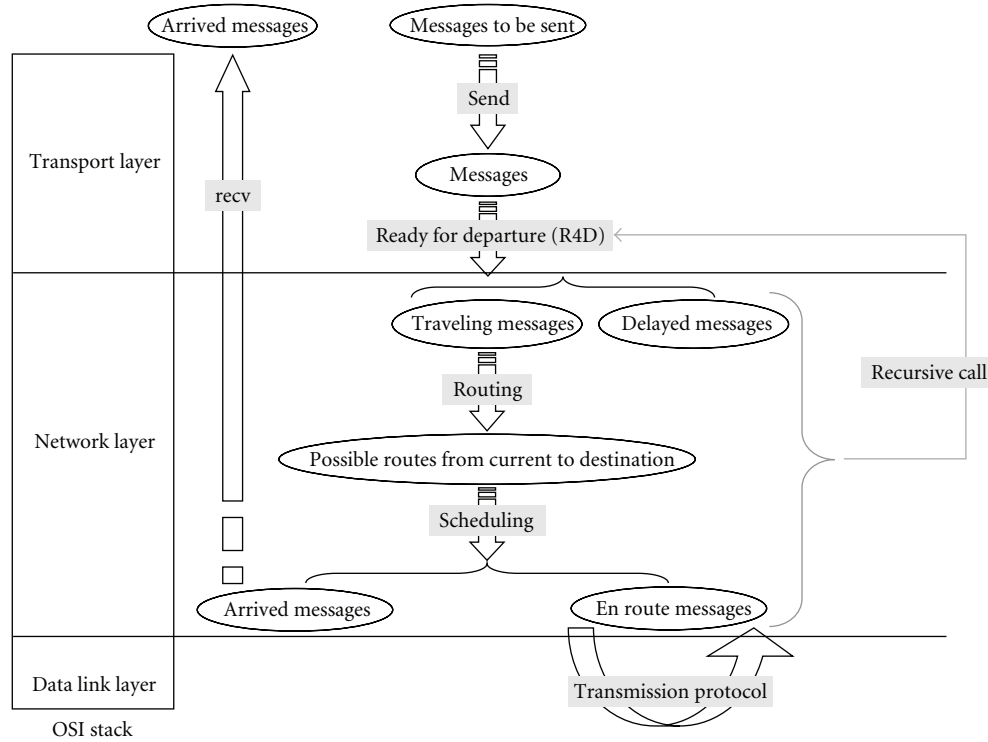 Arrived messages
Messages to be sent
Send
Transport layer
Messages
recv
Ready for departure (R4D)
Traveling messages
Delayed messages
Recursive call
Routing
Network layer
Possible routes from current to destination
Scheduling
Arrived messages
En route messages
Data link layer
Transmission protocol
OSI stack